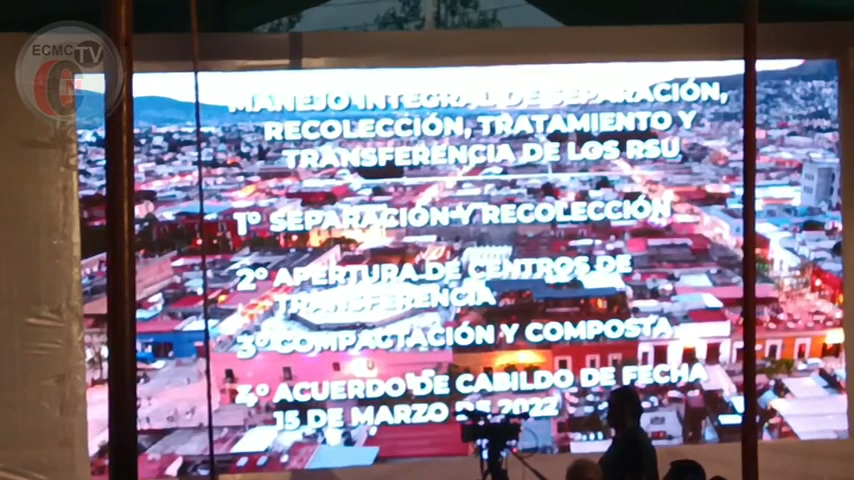 ECMC TV
MANEJO INTEGRAL DE SEPARACIÓN,
RECOLECCIÓN, TRATAMIENTO Y
TRANSFERENCIA DE LOS RSU
1° SEPARACIÓN Y RECOLECCIÓN
2° APERTURA DE CENTROS DE
TRANSFERENCIA
3° COMPACTACIÓN Y COMPOSTA
4° ACUERDO DE CABILDO DE FECHA
15 DE MARZO DE 2022